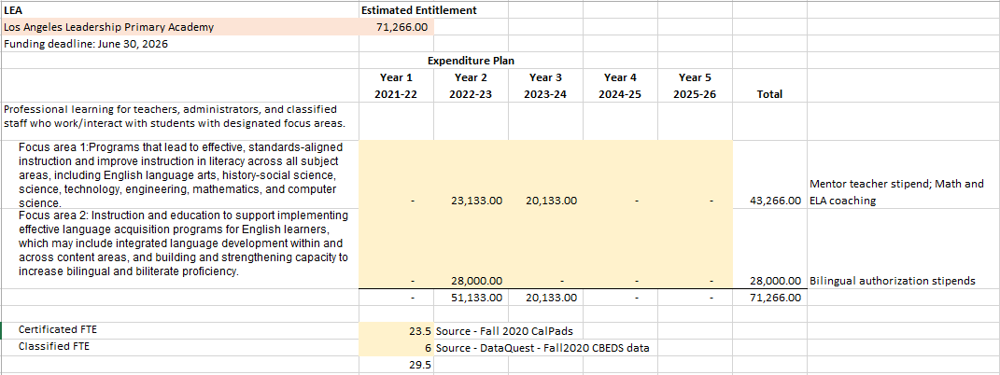 LEA Estimated Entitlement
Los Angeles Leadership Primary Academy 71,266.00
Funding deadline: June 30, 2026
Expenditure Plan
Year 1 Year 2 Year 3 Year 4 Year 5
2021-22 2022-23 2023-24 2024-25 2025-26 Total
Professional learning for teachers, administrators, and classified
staff who work/interact with students with designated focus areas.
Focus area 1:Programs that lead to effective, standards-aligned
instruction and improve instruction in literacy across all subject
areas, including English language arts, history-social science,
science, technology, engineering, mathematics, and computer
science.
- 23,133.00 20,133.00 - - 43,266.00
Mentor teacher stipend; Math and
ELA coaching
Focus area 2: Instruction and education to support implementing
effective language acquisition programs for English learners,
which may include integrated language development within and
across content areas, and building and strengthening capacity to
increase bilingual and biliterate proficiency.
- 28,000.00 - - - 28,000.00 Bilingual authorization stipends
- 51,133.00 20,133.00 - - 71,266.00
Certificated FTE 23.5 Source - Fall 2020 CalPads
Classified FTE 6 Source - DataQuest - Fall2020 CBEDS data
29.5